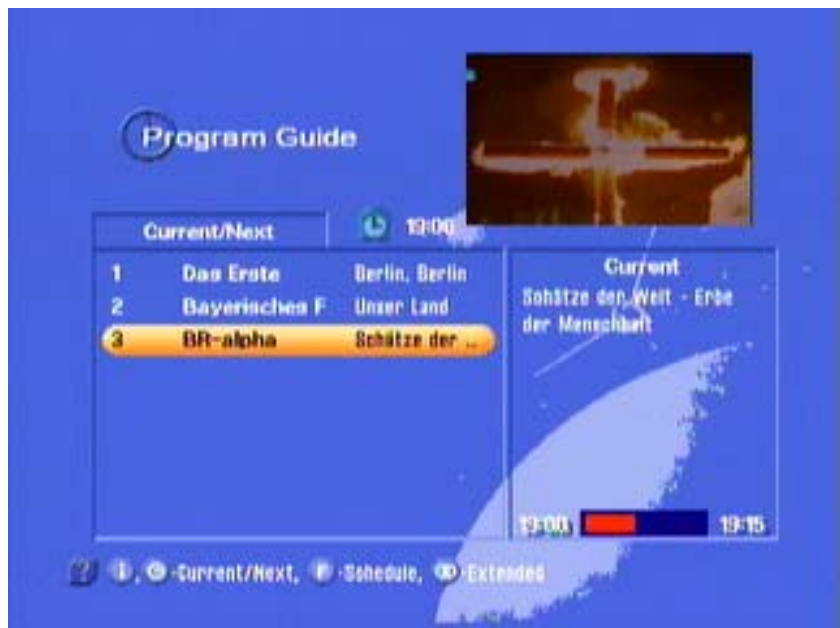 Program Guide
Current/Next 19:00
1 Das Erste Berlin, Berlin
2 Bayerisches F Unser Land
3 BR-alpha Schätze der ...
Current
Schätze der Welt - Erbe
der Menschheit
19:00 19:15
i, -Current/Next, -Schedule, -Extended